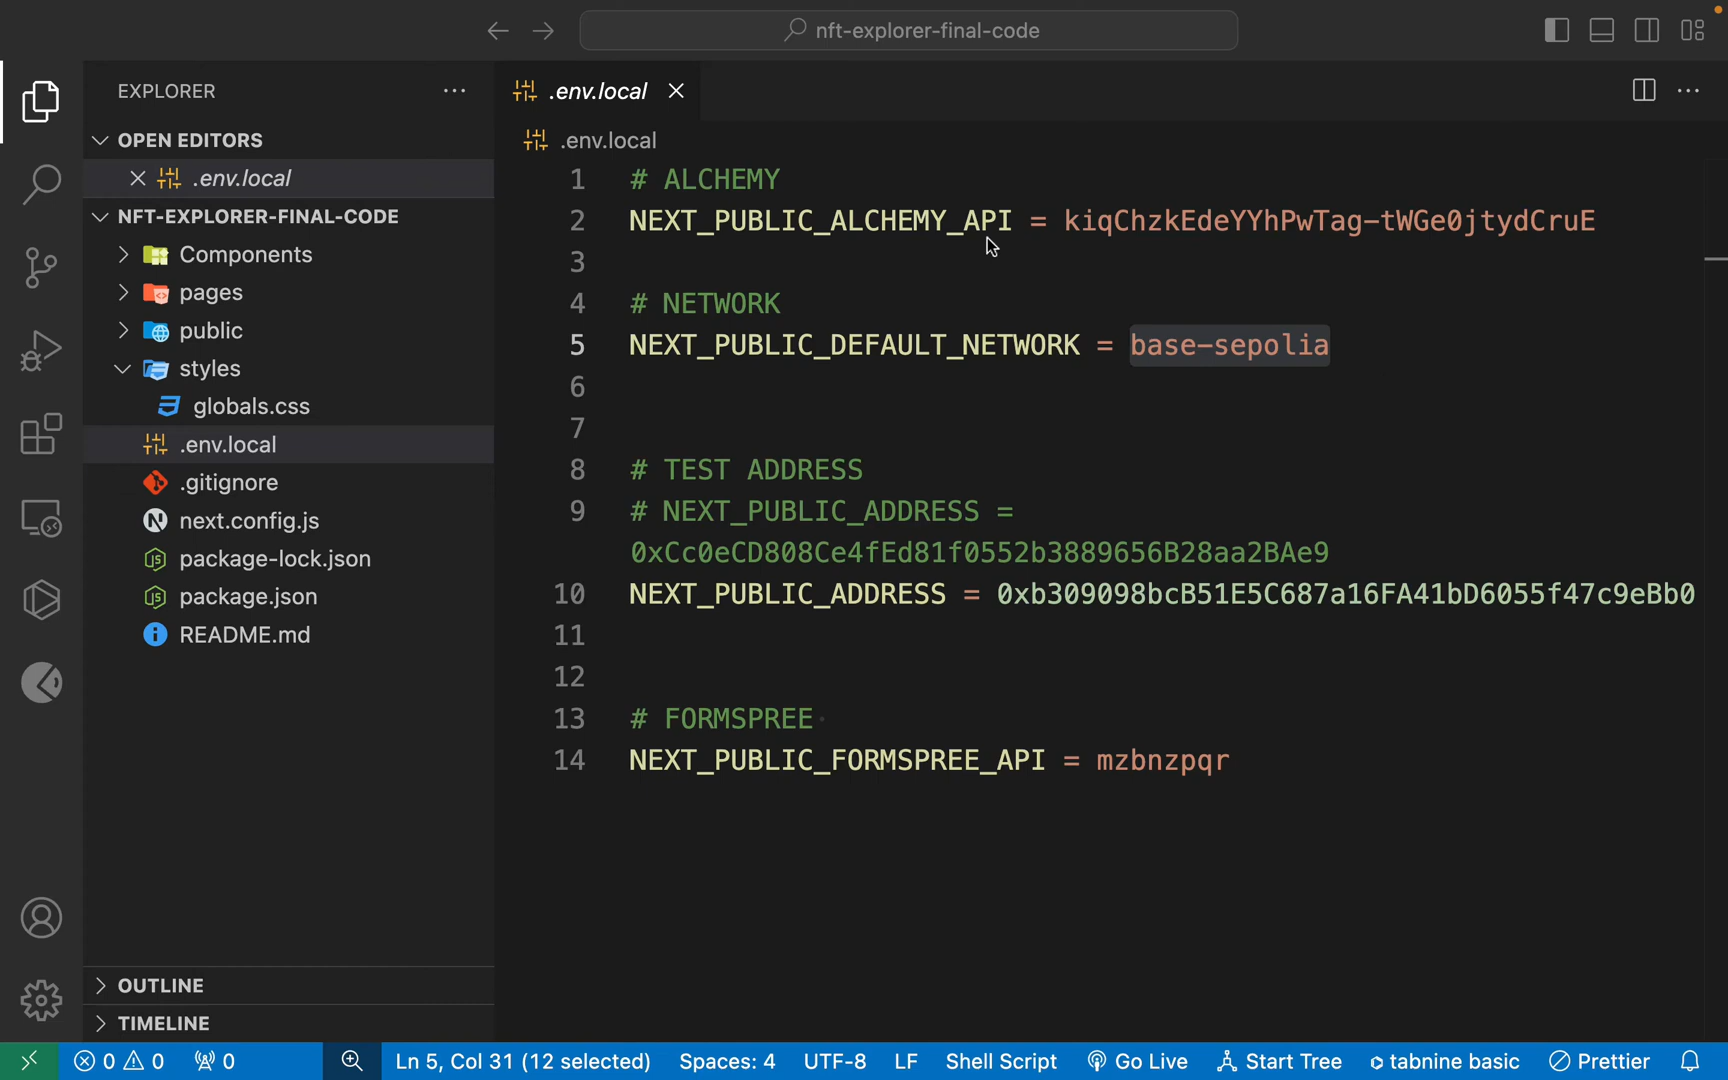 nft-explorer-final-code
EXPLORER
OPEN EDITORS
.env.local
NFT-EXPLORER-FINAL-CODE
Components
pages
public
styles
globals.css
.env.local
.gitignore
next.config.js
package-lock.json
package.json
README.md
OUTLINE
TIMELINE
.env.local
.env.local
1 # ALCHEMY
2 NEXT_PUBLIC_ALCHEMY_API = kiqChzkEdeYYhPwTag-tWGe0jtydCruE
3
4 # NETWORK
5 NEXT_PUBLIC_DEFAULT_NETWORK = base-sepolia
6
7
8 # TEST ADDRESS
9 # NEXT_PUBLIC_ADDRESS =
0xCc0eCD808Ce4fEd81f0552b3889656B28aa2BAe9
10 NEXT_PUBLIC_ADDRESS = 0xb309098bcB51E5C687a16FA41bD6055f47c9eBb0
11
12
13 # FORMSPREE
14 NEXT_PUBLIC_FORMSPREE_API = mzbnzpqr
0 0 0 Ln 5, Col 31 (12 selected) Spaces: 4 UTF-8 LF Shell Script Go Live Start Tree tabnine basic Prettier